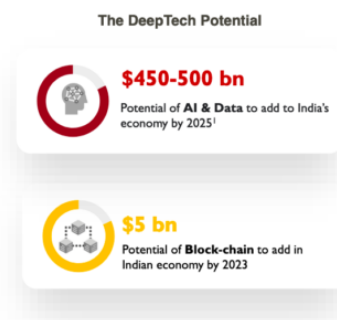 The DeepTech Potential
$450-500 bn
Potential of AI & Data to add to India's
economy by 2025¹
$5 bn
Potential of Block-chain to add in
Indian economy by 2023